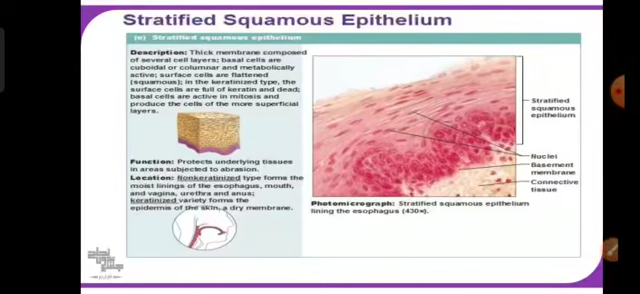 Stratified Squamous Epithelium
(e) Stratified squamous epithelium
Description: Thick membrane composed
of several cell layers; basal cells are
cuboidal or columnar and metabolically
active; surface cells are flattened
(squamous); in the keratinized type, the
surface cells are full of keratin and dead;
basal cells are active in mitosis and
produce the cells of the more superficial
layers.
Function: Protects underlying tissues
in areas subjected to abrasion.
Location: Nonkeratinized type forms the
moist linings of the esophagus, mouth,
and vagina, urethra and anus;
keratinized variety forms the
epidermis of the skin, a dry membrane.
Stratified
squamous
epithelium
Nuclei
Basement
membrane
Connective
tissue
Photomicrograph: Stratified squamous epithelium
lining the esophagus (430×).